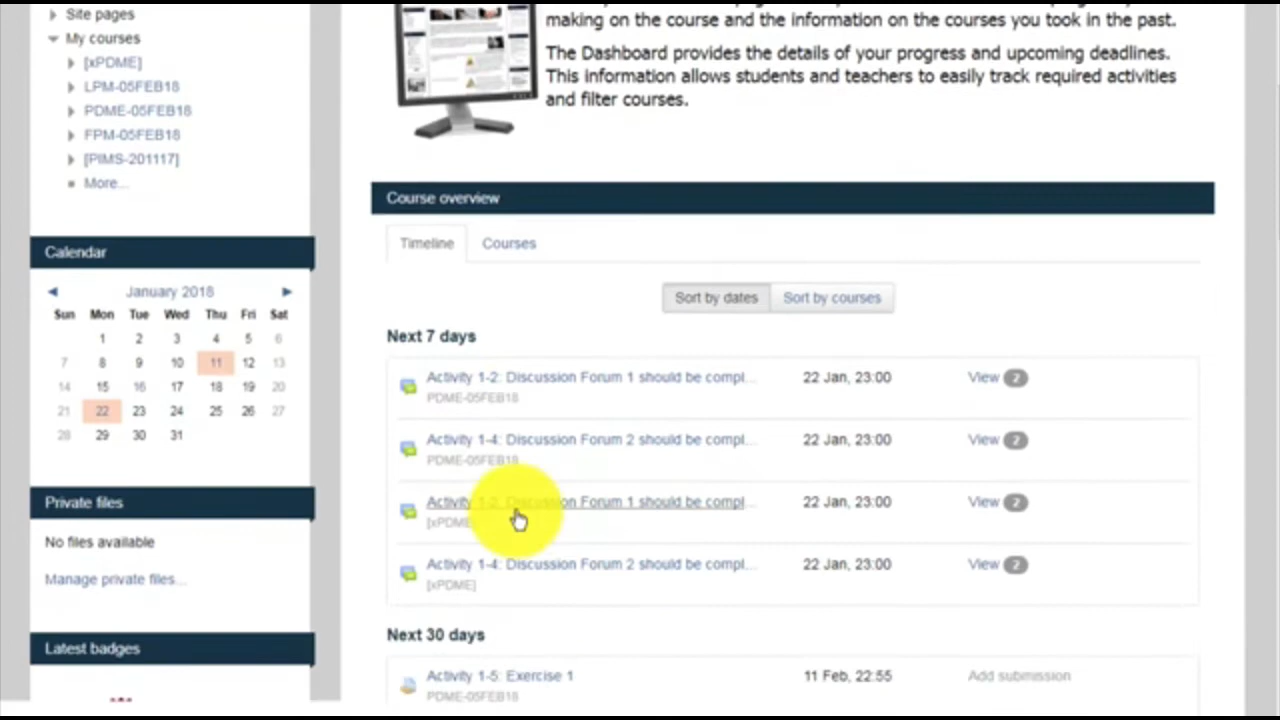 Site pages
My courses
[xPDME]
LPM-05FEB18
PDME-05FEB18
FPM-05FEB18
[PIMS-201117]
More...
Calendar
◄ January 2018 ►
Sun Mon Tue Wed Thu Fri Sat
1 2 3 4 5 6
7 8 9 10 11 12 13
14 15 16 17 18 19 20
21 22 23 24 25 26 27
28 29 30 31
Private files
No files available
Manage private files...
Latest badges
making on the course and the information on the courses you took in the past.
The Dashboard provides the details of your progress and upcoming deadlines.
This information allows students and teachers to easily track required activities
and filter courses.
Course overview
Timeline Courses
Sort by dates Sort by courses
Next 7 days
Activity 1-2: Discussion Forum 1 should be compl... 22 Jan, 23:00 View 2
PDME-05FEB18
Activity 1-4: Discussion Forum 2 should be compl... 22 Jan, 23:00 View 2
PDME-05FEB18
Activity 1-2: Discussion Forum 1 should be compl... 22 Jan, 23:00 View 2
[xPDME]
Activity 1-4: Discussion Forum 2 should be compl... 22 Jan, 23:00 View 2
[xPDME]
Next 30 days
Activity 1-5: Exercise 1 11 Feb, 22:55 Add submission
PDME-05FEB18